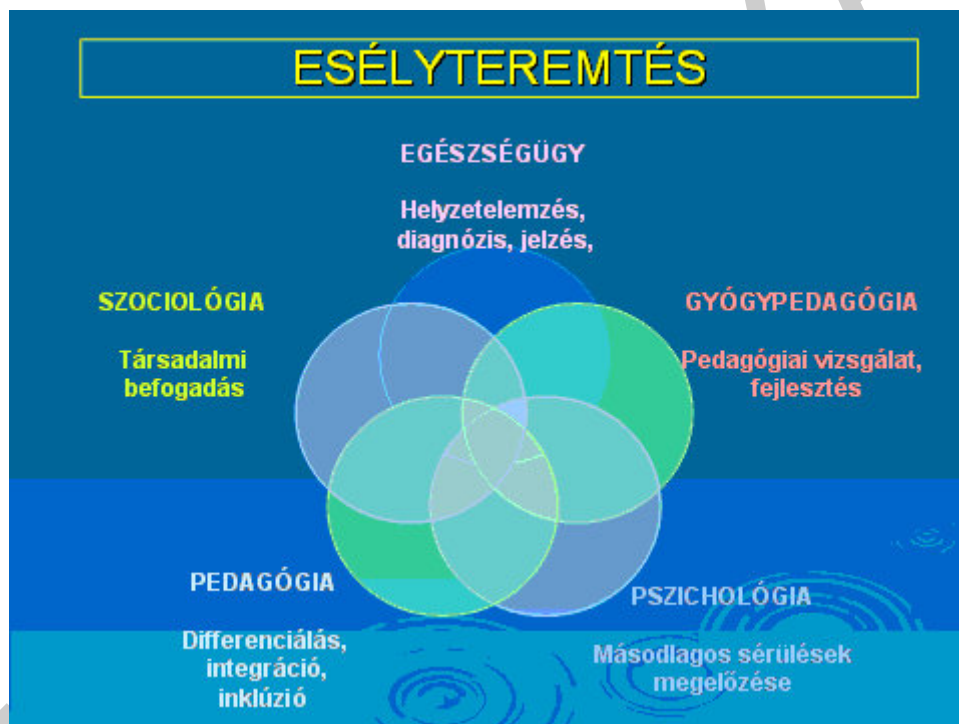 ESÉLYTEREMTÉS
EGÉSZSÉGÜGY
Helyzetelemzés,
diagnózis, jelzés,
SZOCIOLÓGIA
Társadalmi
befogadás
GYÓGYPEDAGÓGIA
Pedagógiai vizsgálat,
fejlesztés
PEDAGÓGIA
Differenciálás,
integráció,
inklúzió
PSZICHOLÓGIA
Másodlagos sérülések
megelőzése